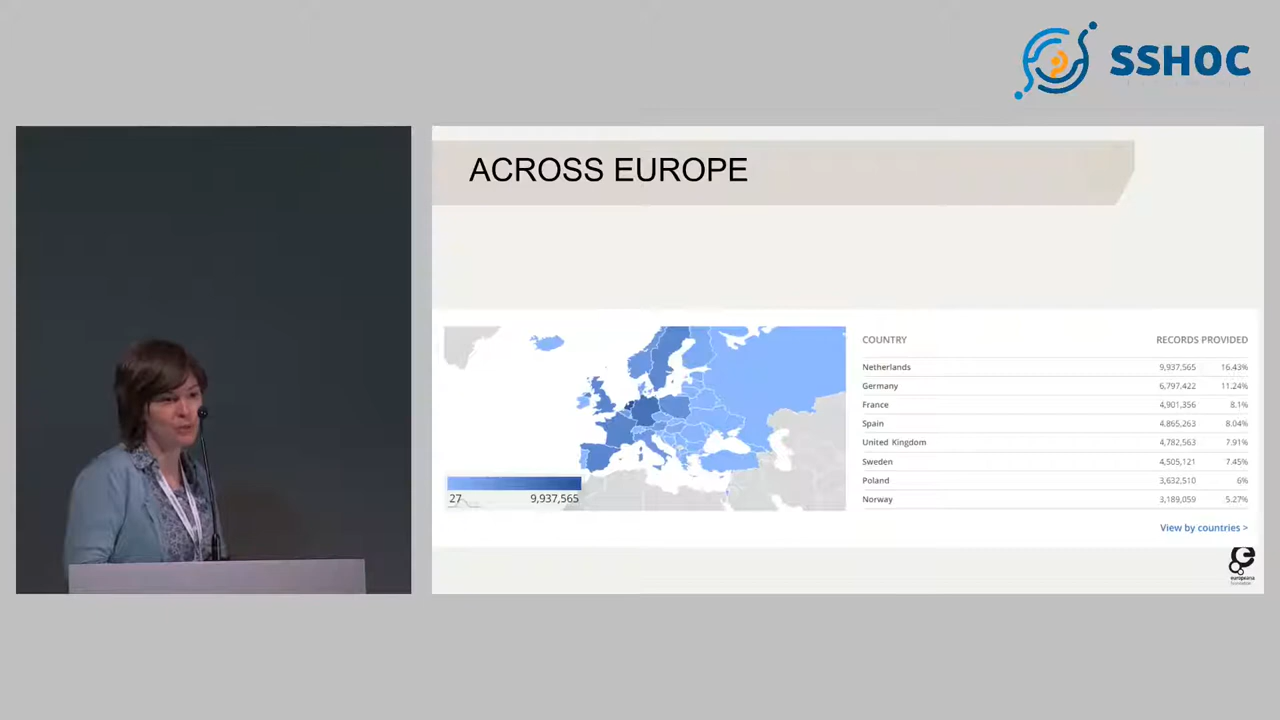 SSHOC
ACROSS EUROPE
COUNTRY RECORDS PROVIDED
Netherlands 9,937,565 16.43%
Germany 6,797,422 11.24%
France 4,901,356 8.1%
Spain 4,865,263 8.04%
United Kingdom 4,782,563 7.91%
Sweden 4,505,121 7.45%
Poland 3,632,510 6%
Norway 3,189,059 5.27%
27 9,937,565
View by countries >
europeana
foundation